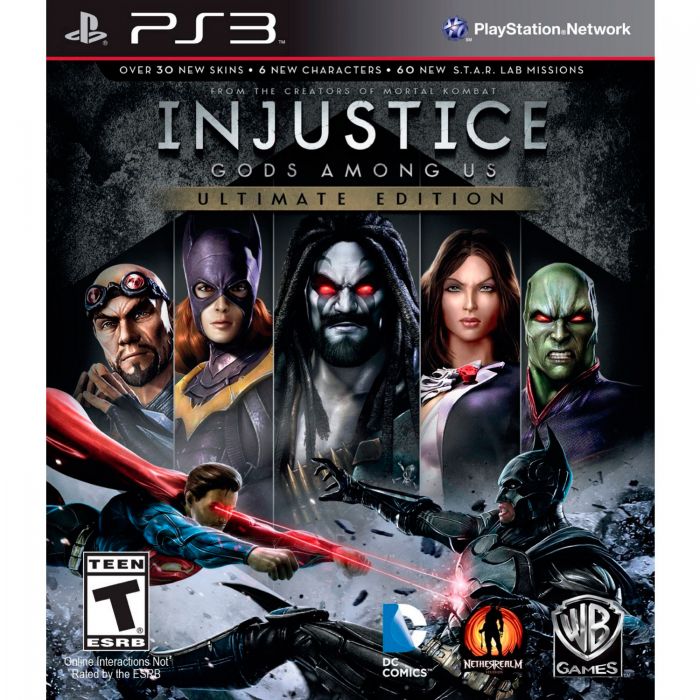 PS3™
PlayStation®Network
OVER 30 NEW SKINS • 6 NEW CHARACTERS • 60 NEW S.T.A.R. LAB MISSIONS
FROM THE CREATORS OF MORTAL KOMBAT
INJUSTICE
GODS AMONG US
ULTIMATE EDITION
TEEN
T
ESRB
Online Interactions Not
Rated by the ESRB
DC
COMICS™
NETHERREALM
WB
GAMES